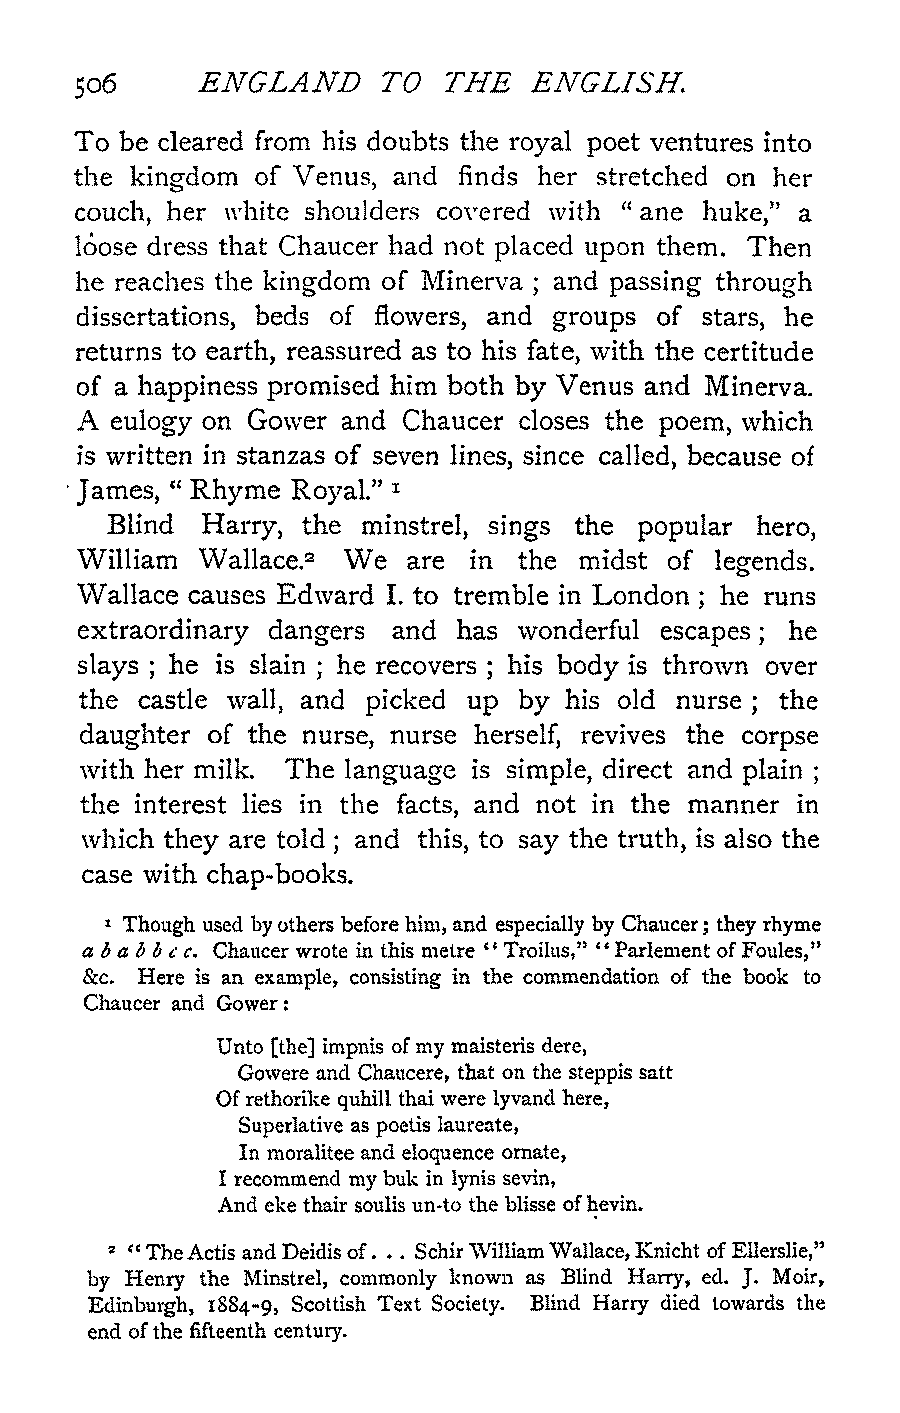 506 ENGLAND TO THE ENGLISH.
To be cleared from his doubts the royal poet ventures into
the kingdom of Venus, and finds her stretched on her
couch, her white shoulders covered with “ ane huke,” a
loose dress that Chaucer had not placed upon them. Then
he reaches the kingdom of Minerva ; and passing through
dissertations, beds of flowers, and groups of stars, he
returns to earth, reassured as to his fate, with the certitude
of a happiness promised him both by Venus and Minerva.
A eulogy on Gower and Chaucer closes the poem, which
is written in stanzas of seven lines, since called, because of
James, “ Rhyme Royal.” ¹
Blind Harry, the minstrel, sings the popular hero,
William Wallace.² We are in the midst of legends.
Wallace causes Edward I. to tremble in London ; he runs
extraordinary dangers and has wonderful escapes ; he
slays ; he is slain ; he recovers ; his body is thrown over
the castle wall, and picked up by his old nurse ; the
daughter of the nurse, nurse herself, revives the corpse
with her milk. The language is simple, direct and plain ;
the interest lies in the facts, and not in the manner in
which they are told ; and this, to say the truth, is also the
case with chap-books.
¹ Though used by others before him, and especially by Chaucer ; they rhyme
a b a b b c c. Chaucer wrote in this metre “ Troilus,” “ Parlement of Foules,”
&c. Here is an example, consisting in the commendation of the book to
Chaucer and Gower :
Unto [the] impnis of my maisteris dere,
Gowere and Chaucere, that on the steppis satt
Of rethorike quhill thai were lyvand here,
Superlative as poetis laureate,
In moralitee and eloquence ornate,
I recommend my buk in lynis sevin,
And eke thair soulis un-to the blisse of hevin.
² “ The Actis and Deidis of . . . Schir William Wallace, Knicht of Ellerslie,”
by Henry the Minstrel, commonly known as Blind Harry, ed. J. Moir,
Edinburgh, 1884-9, Scottish Text Society. Blind Harry died towards the
end of the fifteenth century.